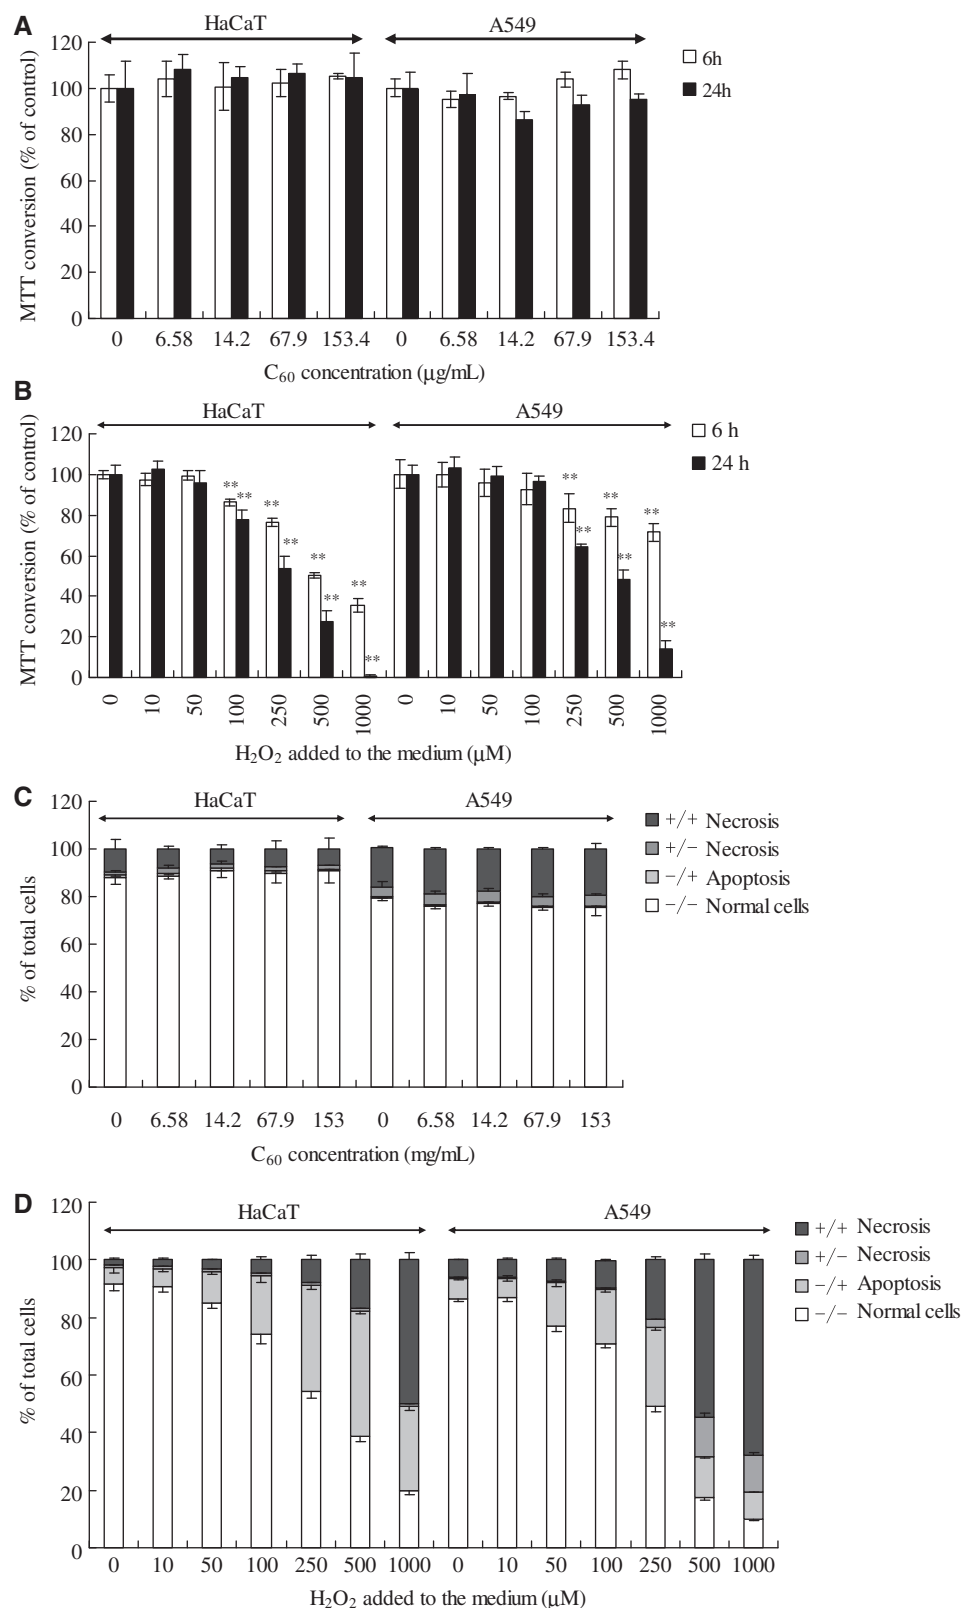 A
HaCaT
A549
120
100
80
60
40
20
0
MTT conversion (% of control)
6h
24h
0 6.58 14.2 67.9 153.4 0 6.58 14.2 67.9 153.4
C60 concentration (μg/mL)
B
HaCaT
A549
120
100
80
60
40
20
0
MTT conversion (% of control)
6 h
24 h
** ** ** ** ** ** ** ** ** ** ** ** ** **
0 10 50 100 250 500 1000 0 10 50 100 250 500 1000
H2O2 added to the medium (μM)
C
HaCaT
A549
120
100
80
60
40
20
0
% of total cells
+/+ Necrosis
+/− Necrosis
−/+ Apoptosis
−/− Normal cells
0 6.58 14.2 67.9 153 0 6.58 14.2 67.9 153
C60 concentration (mg/mL)
D
HaCaT
A549
120
100
80
60
40
20
0
% of total cells
+/+ Necrosis
+/− Necrosis
−/+ Apoptosis
−/− Normal cells
0 10 50 100 250 500 1000 0 10 50 100 250 500 1000
H2O2 added to the medium (μM)